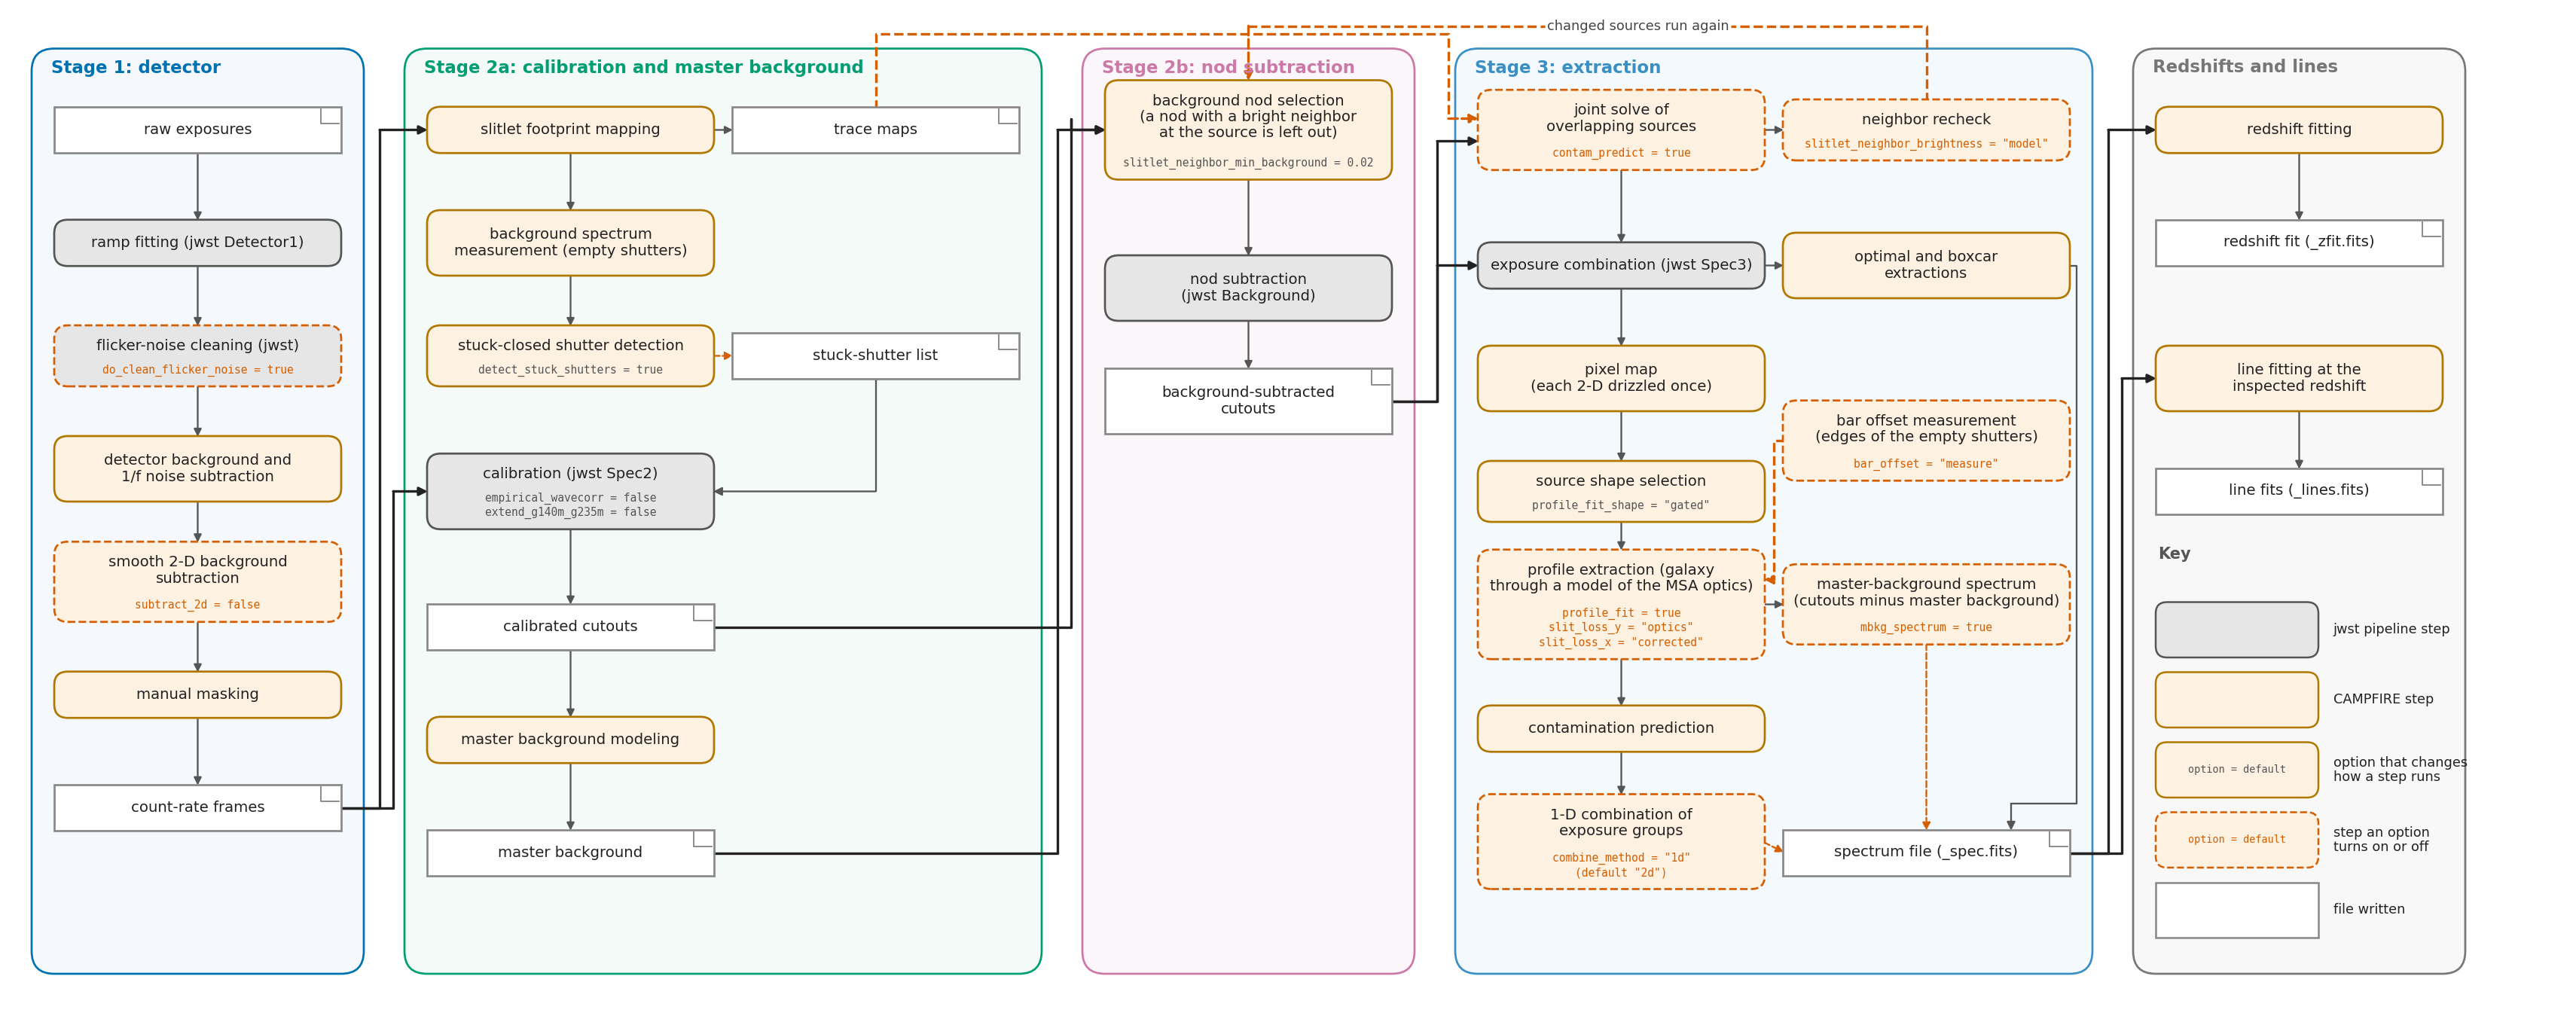 changed sources run again
Stage 1: detector
raw exposures
ramp fitting (jwst Detector1)
flicker-noise cleaning (jwst)
do_clean_flicker_noise = true
detector background and
1/f noise subtraction
smooth 2-D background
subtraction
subtract_2d = false
manual masking
count-rate frames
Stage 2a: calibration and master background
slitlet footprint mapping
trace maps
background spectrum
measurement (empty shutters)
stuck-closed shutter detection
detect_stuck_shutters = true
stuck-shutter list
calibration (jwst Spec2)
empirical_wavecorr = false
extend_g140m_g235m = false
calibrated cutouts
master background modeling
master background
Stage 2b: nod subtraction
background nod selection
(a nod with a bright neighbor
at the source is left out)
slitlet_neighbor_min_background = 0.02
nod subtraction
(jwst Background)
background-subtracted
cutouts
Stage 3: extraction
joint solve of
overlapping sources
contam_predict = true
neighbor recheck
slitlet_neighbor_brightness = "model"
exposure combination (jwst Spec3)
optimal and boxcar
extractions
pixel map
(each 2-D drizzled once)
bar offset measurement
(edges of the empty shutters)
bar_offset = "measure"
source shape selection
profile_fit_shape = "gated"
profile extraction (galaxy
through a model of the MSA optics)
profile_fit = true
slit_loss_y = "optics"
slit_loss_x = "corrected"
master-background spectrum
(cutouts minus master background)
mbkg_spectrum = true
contamination prediction
1-D combination of
exposure groups
combine_method = "1d"
(default "2d")
spectrum file (_spec.fits)
Redshifts and lines
redshift fitting
redshift fit (_zfit.fits)
line fitting at the
inspected redshift
line fits (_lines.fits)
Key
jwst pipeline step
CAMPFIRE step
option = default
option that changes
how a step runs
option = default
step an option
turns on or off
file written